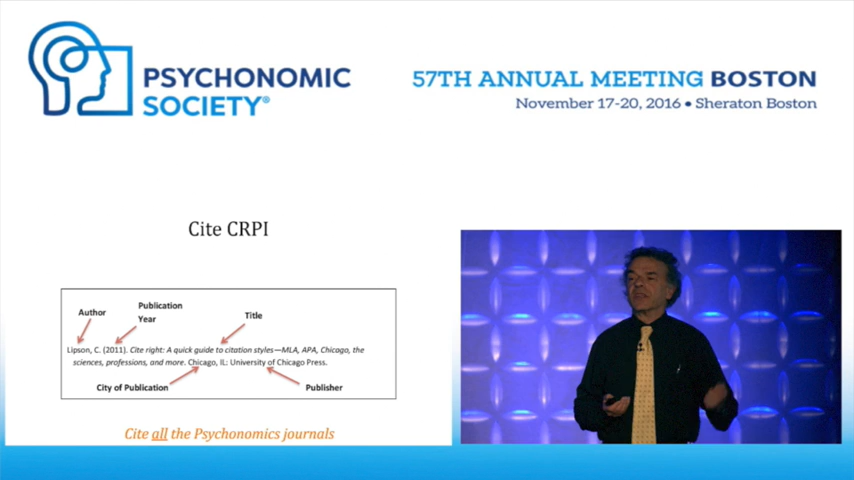 PSYCHONOMIC
SOCIETY®
57TH ANNUAL MEETING BOSTON
November 17-20, 2016 • Sheraton Boston
Cite CRPI
Author
Publication
Year
Title
Lipson, C. (2011). Cite right: A quick guide to citation styles—MLA, APA, Chicago, the
sciences, professions, and more. Chicago, IL: University of Chicago Press.
City of Publication
Publisher
Cite all the Psychonomics journals